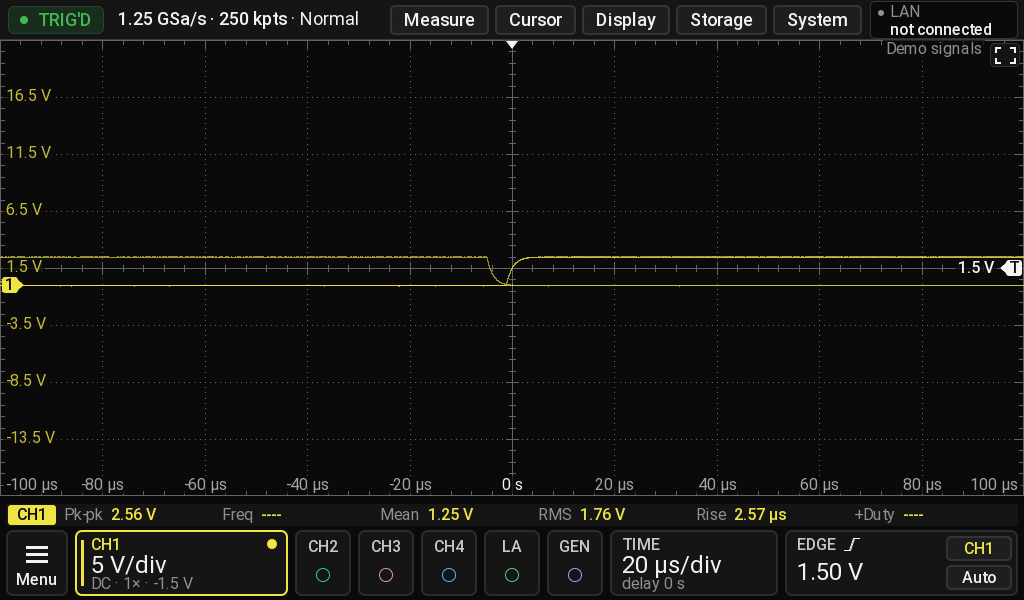 TRIG'D 1.25 GSa/s · 250 kpts · Normal Measure Cursor Display Storage System LAN
not connected
Demo signals
16.5 V
11.5 V
6.5 V
1.5 V
1.5 V T
1
-3.5 V
-8.5 V
-13.5 V
-100 µs -80 µs -60 µs -40 µs -20 µs 0 s 20 µs 40 µs 60 µs 80 µs 100 µs
CH1 Pk-pk 2.56 V Freq ---- Mean 1.25 V RMS 1.76 V Rise 2.57 µs +Duty ----
Menu
CH1
5 V/div
DC · 1× · -1.5 V
CH2
CH3
CH4
LA
GEN
TIME
20 µs/div
delay 0 s
EDGE
1.50 V
CH1
Auto